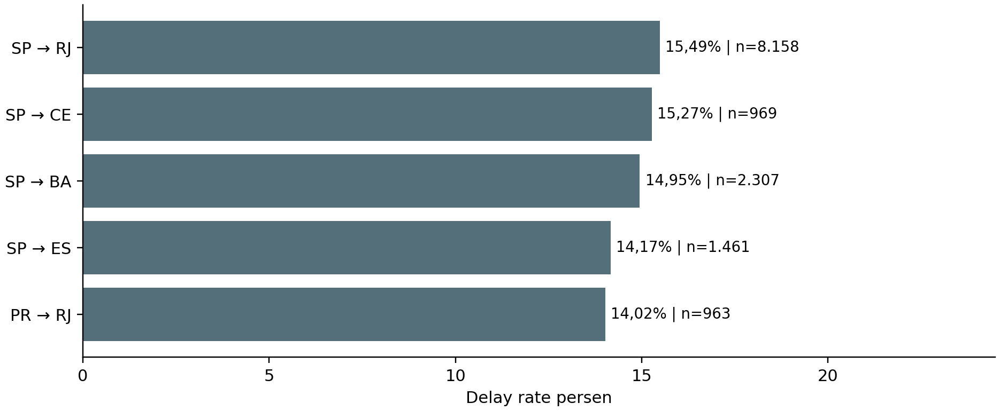 SP → RJ 15,49% | n=8.158
SP → CE 15,27% | n=969
SP → BA 14,95% | n=2.307
SP → ES 14,17% | n=1.461
PR → RJ 14,02% | n=963
0 5 10 15 20
Delay rate persen